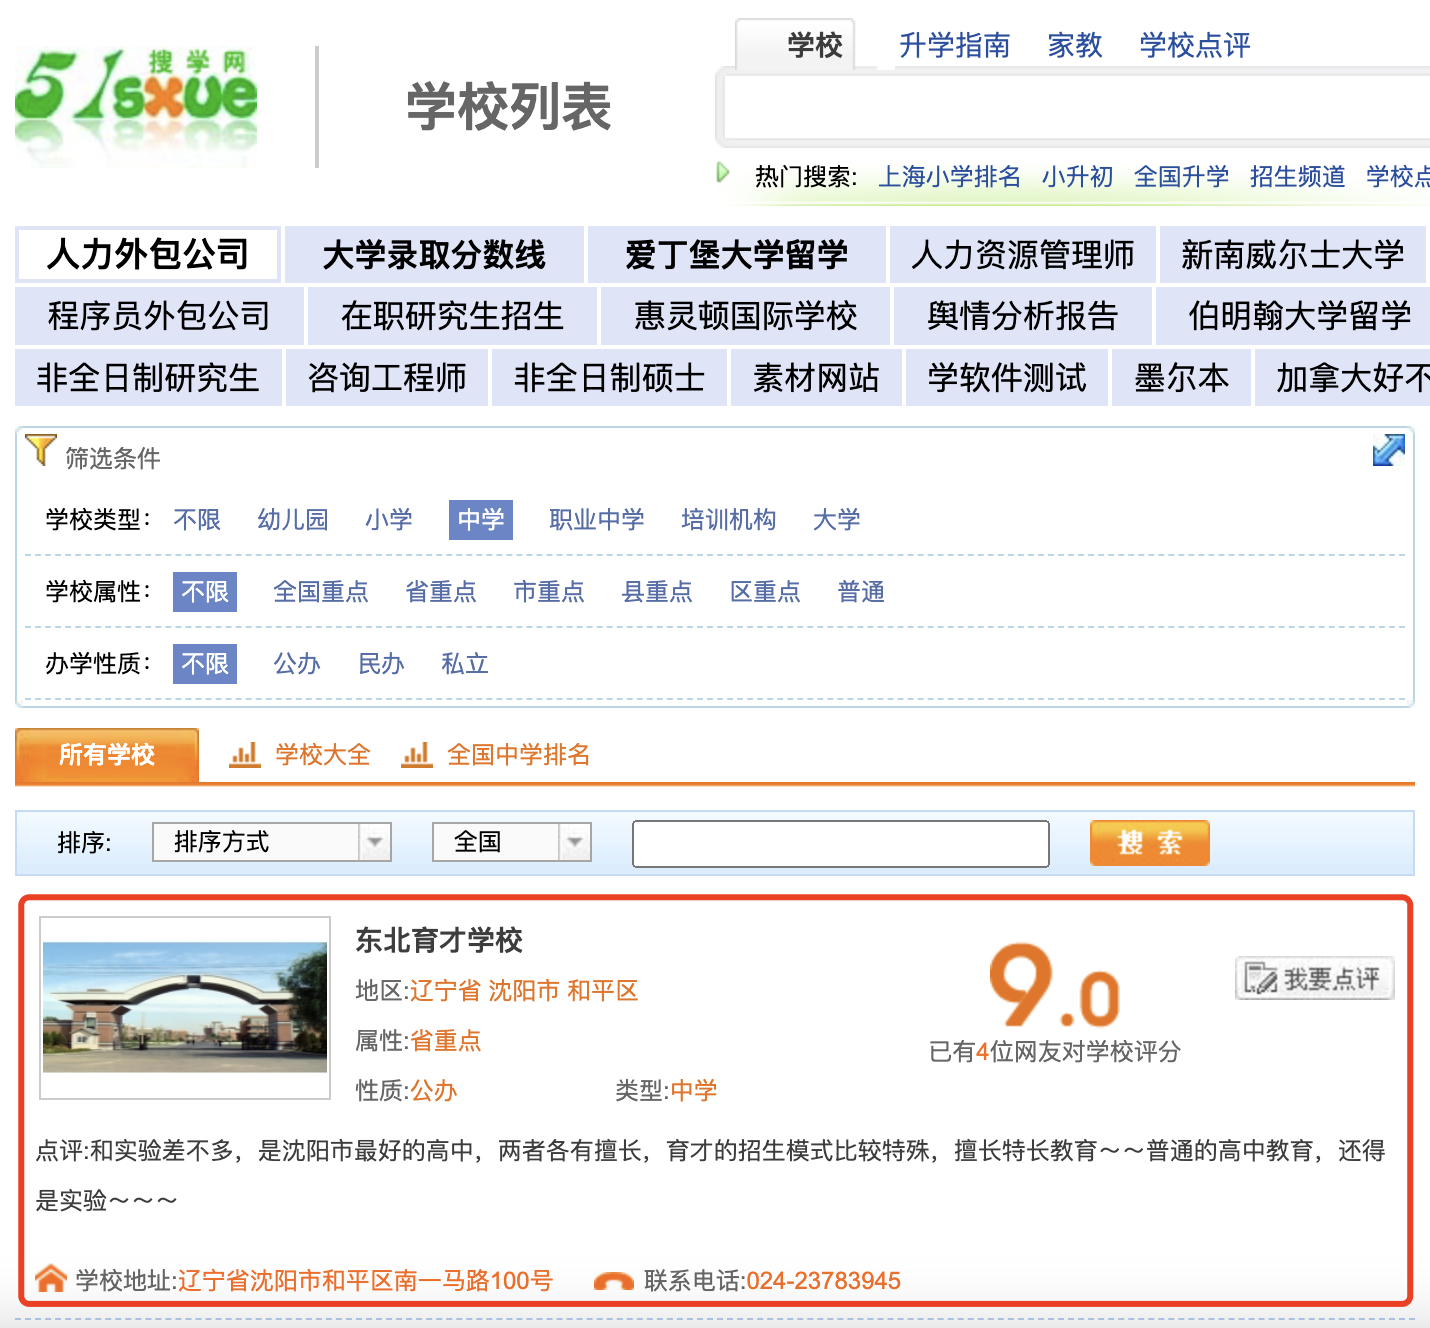 搜学网
51sxue
学校列表
学校 升学指南 家教 学校点评
热门搜索: 上海小学排名 小升初 全国升学 招生频道 学校点
人力外包公司 大学录取分数线 爱丁堡大学留学 人力资源管理师 新南威尔士大学
程序员外包公司 在职研究生招生 惠灵顿国际学校 舆情分析报告 伯明翰大学留学
非全日制研究生 咨询工程师 非全日制硕士 素材网站 学软件测试 墨尔本 加拿大好不
筛选条件
学校类型： 不限 幼儿园 小学 中学 职业中学 培训机构 大学
学校属性： 不限 全国重点 省重点 市重点 县重点 区重点 普通
办学性质： 不限 公办 民办 私立
所有学校 学校大全 全国中学排名
排序: 排序方式 全国 搜 索
东北育才学校
地区:辽宁省 沈阳市 和平区
属性:省重点
性质:公办 类型:中学
9.0
已有4位网友对学校评分
我要点评
点评:和实验差不多，是沈阳市最好的高中，两者各有擅长，育才的招生模式比较特殊，擅长特长教育～～普通的高中教育，还得
是实验～～～
学校地址:辽宁省沈阳市和平区南一马路100号 联系电话:024-23783945